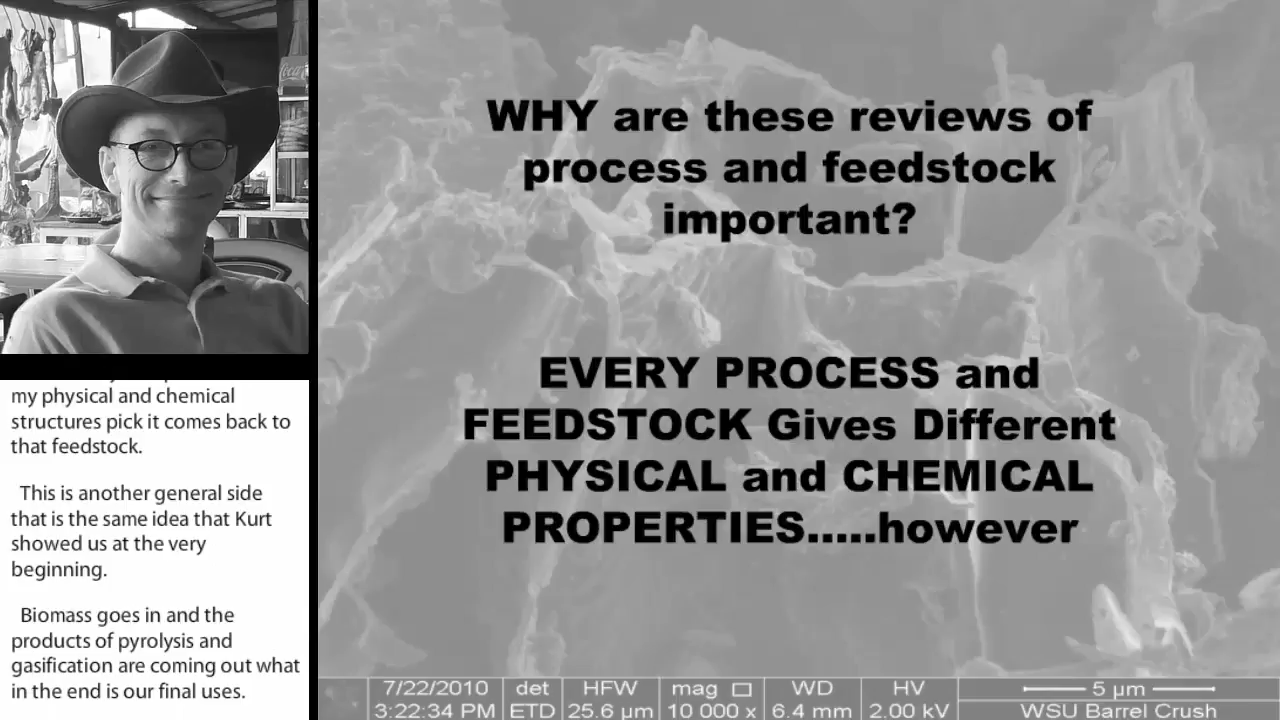 WHY are these reviews of
process and feedstock
important?
EVERY PROCESS and
FEEDSTOCK Gives Different
PHYSICAL and CHEMICAL
PROPERTIES.....however
my physical and chemical
structures pick it comes back to
that feedstock.
This is another general side
that is the same idea that Kurt
showed us at the very
beginning.
Biomass goes in and the
products of pyrolysis and
gasification are coming out what
in the end is our final uses.
7/22/2010 det HFW mag WD HV 5 µm
3:22:34 PM ETD 25.6 µm 10 000 x 6.4 mm 2.00 kV WSU Barrel Crush